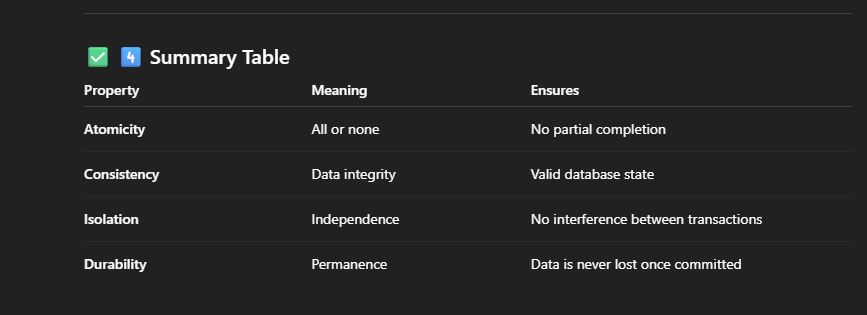 ✅ 4️⃣ Summary Table
Property Meaning Ensures
Atomicity All or none No partial completion
Consistency Data integrity Valid database state
Isolation Independence No interference between transactions
Durability Permanence Data is never lost once committed